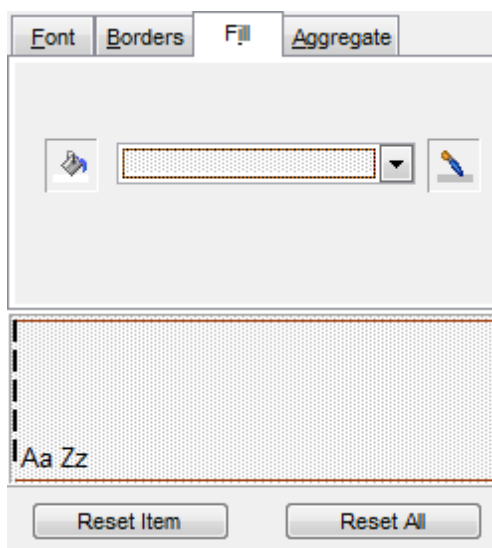 Font Borders Fill Aggregate
Aa Zz
Reset Item Reset All